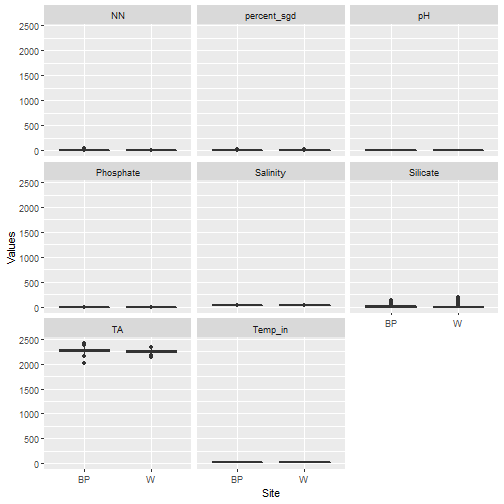 NN percent_sgd pH
2500
2000
1500
1000
500
0
Phosphate Salinity Silicate
2500
2000
1500
1000
500
0
BP W
TA Temp_in
2500
2000
1500
1000
500
0
BP W BP W
Values
Site